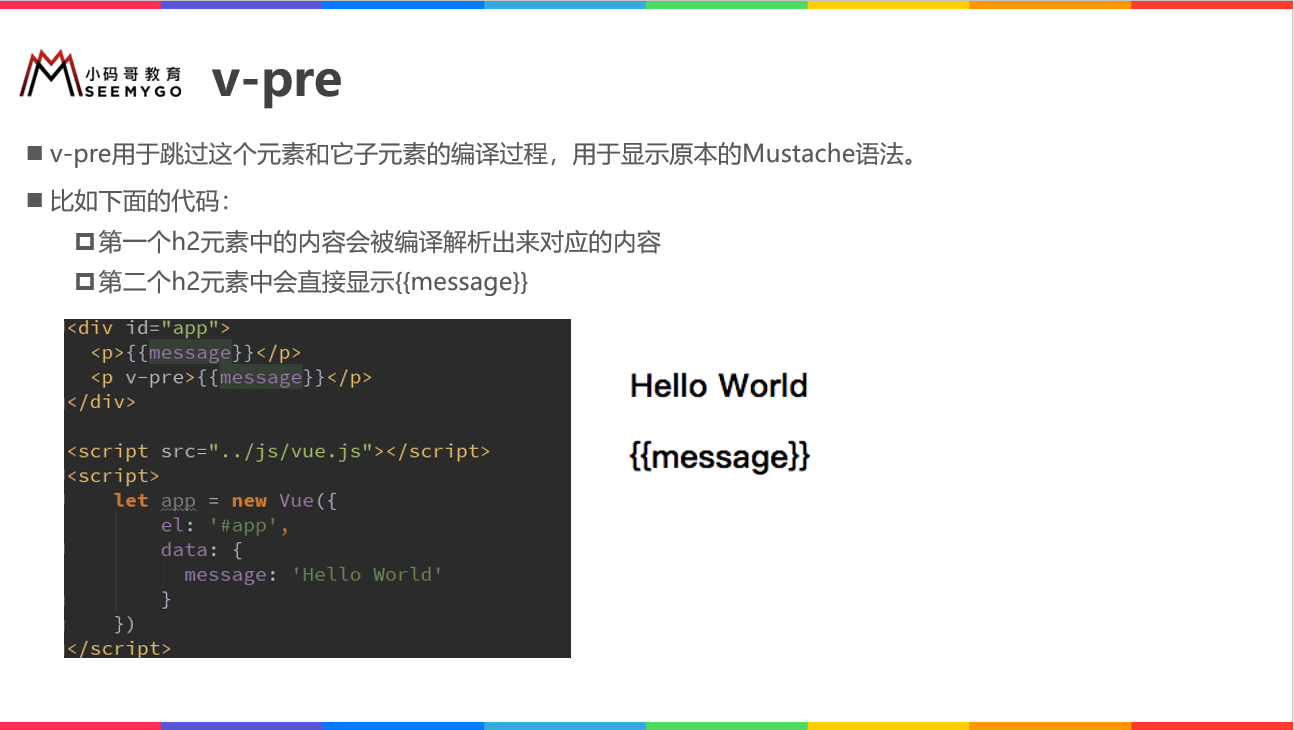 小码哥教育
SEEMYGO
v-pre
v-pre用于跳过这个元素和它子元素的编译过程，用于显示原本的Mustache语法。
比如下面的代码：
第一个h2元素中的内容会被编译解析出来对应的内容
第二个h2元素中会直接显示{{message}}
<div id="app">
  <p>{{message}}</p>
  <p v-pre>{{message}}</p>
</div>
<script src="../js/vue.js"></script>
<script>
    let app = new Vue({
        el: '#app',
        data: {
          message: 'Hello World'
        }
    })
</script>
Hello World
{{message}}